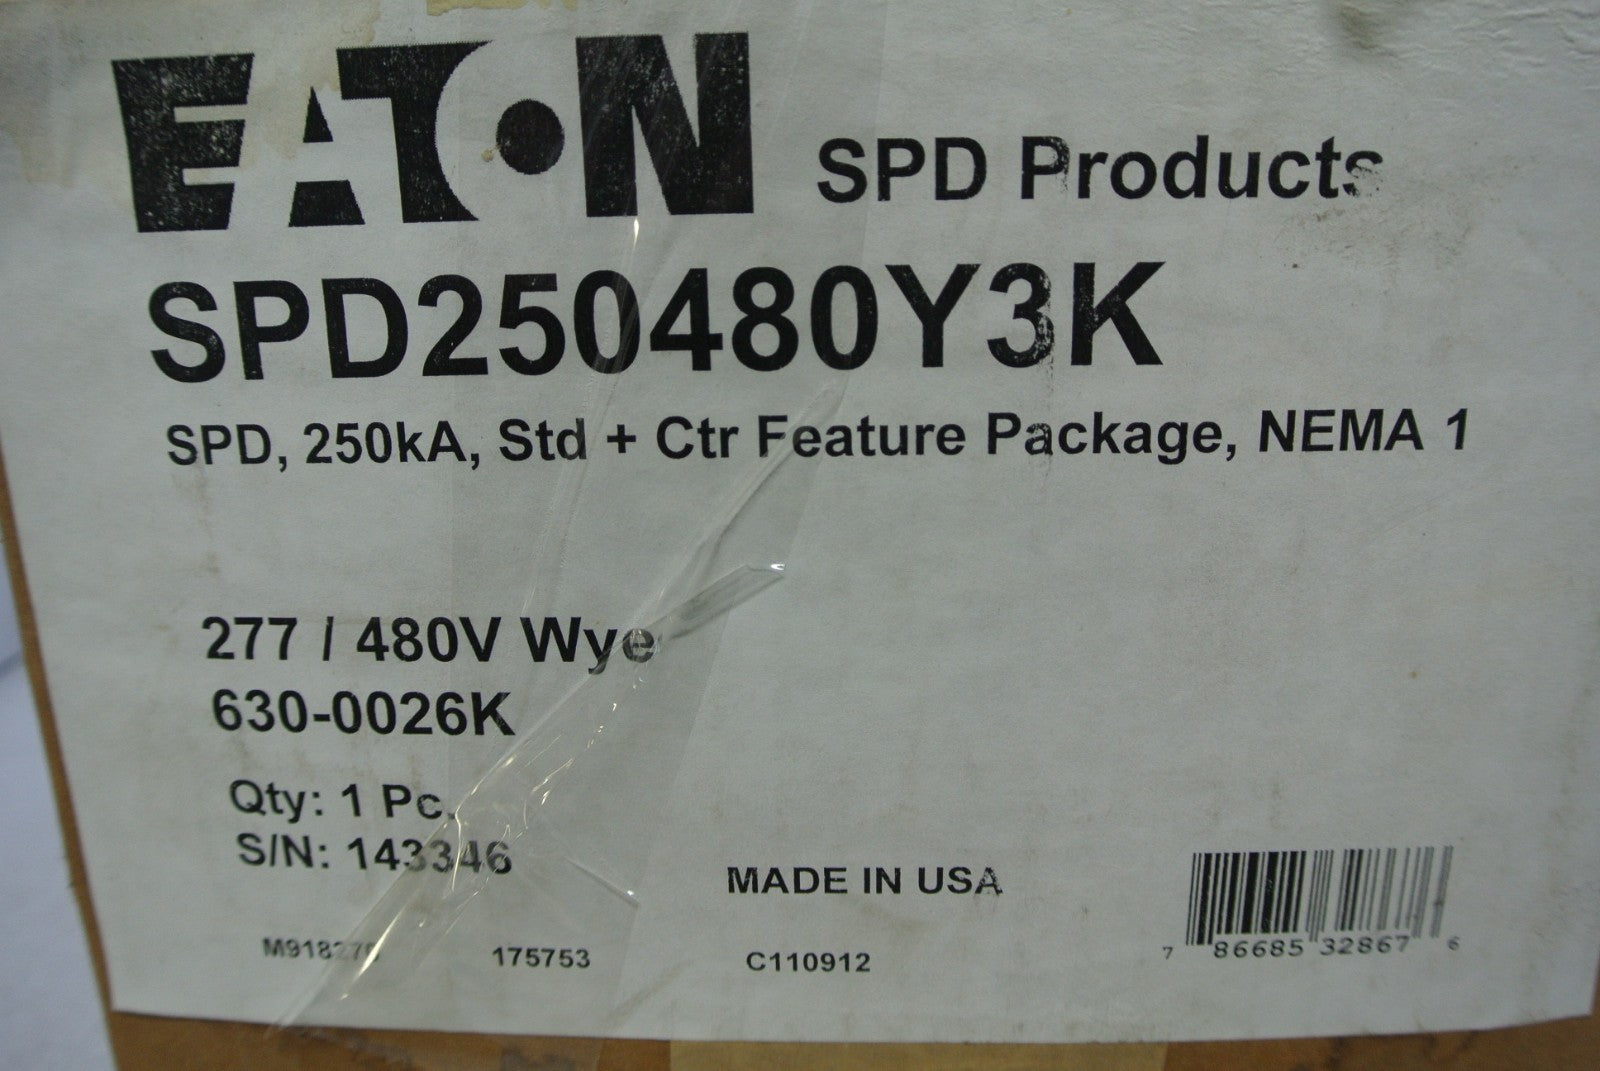 EATON SPD Products
SPD250480Y3K
SPD, 250kA, Std + Ctr Feature Package, NEMA 1
277 / 480V Wye
630-0026K
Qty: 1 Pc.
S/N: 143346
MADE IN USA
175753 C110912
7 86685 32867 6